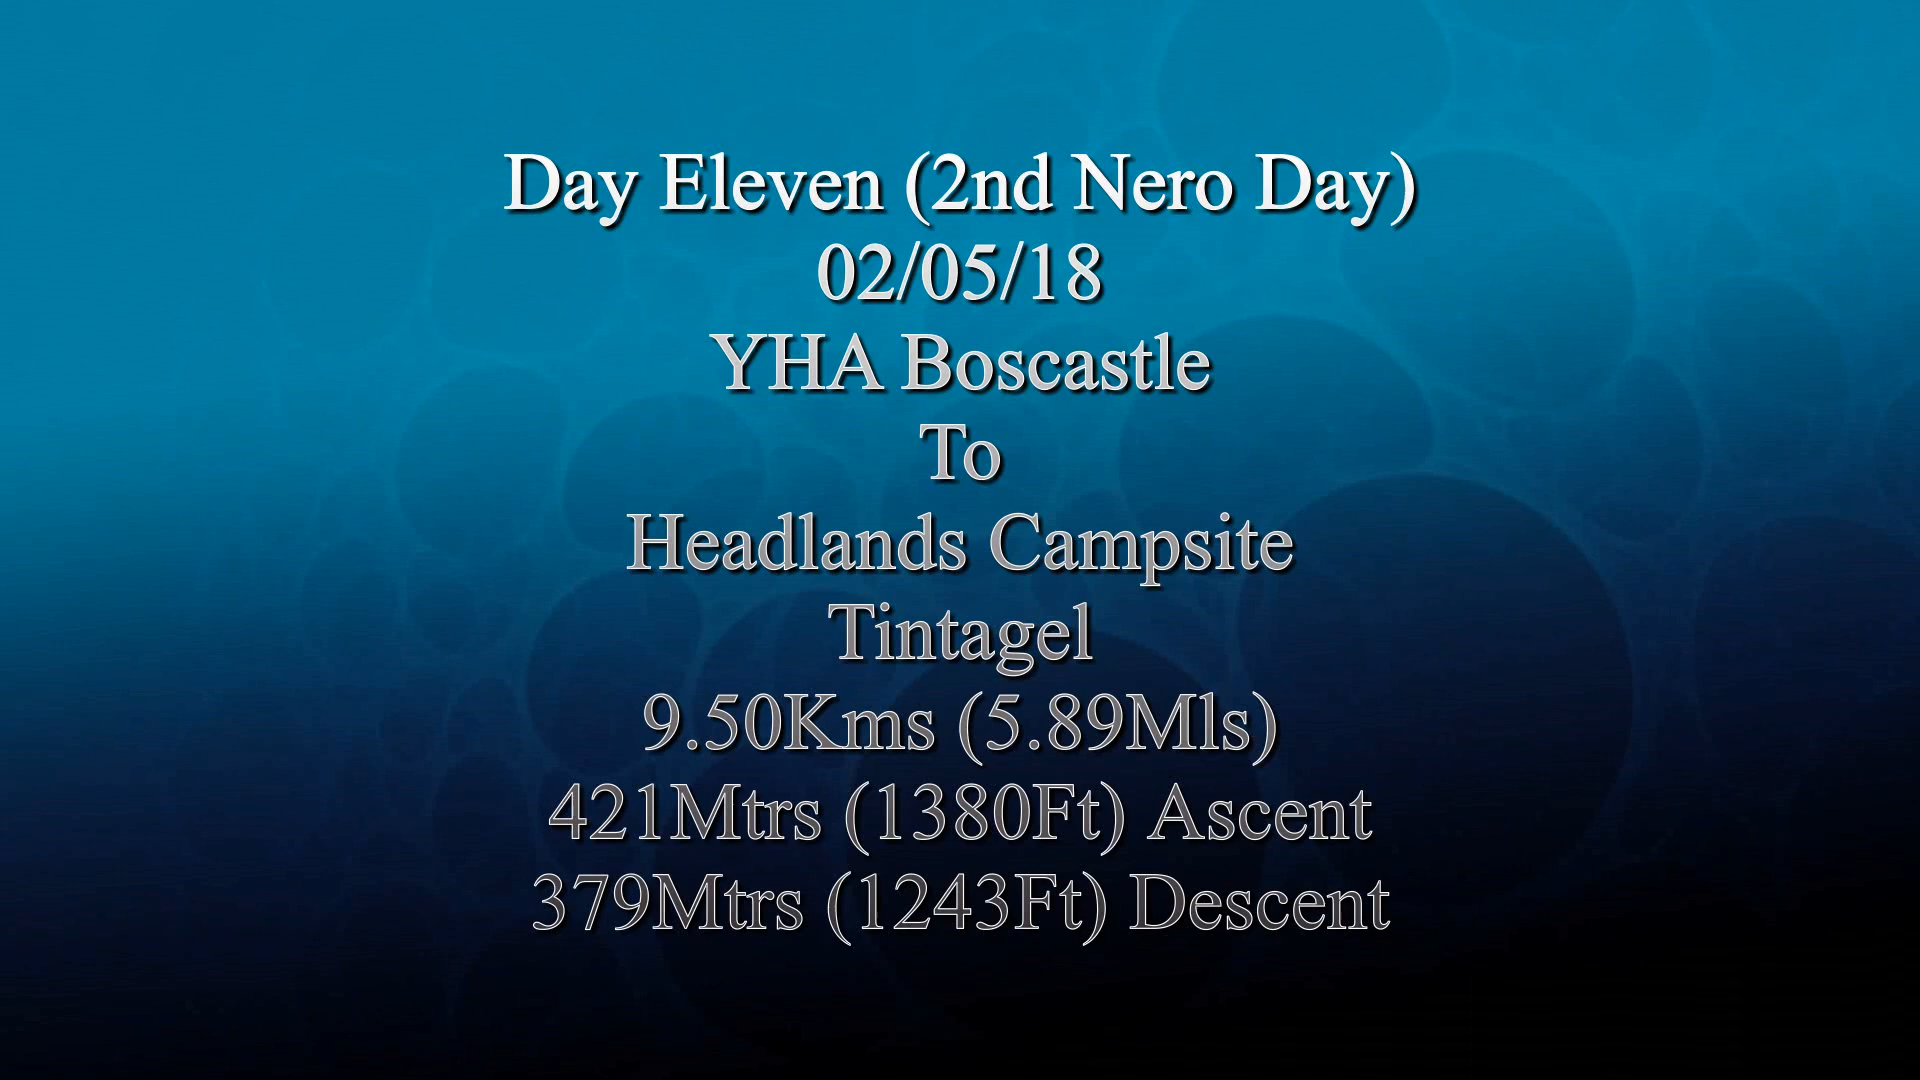 Day Eleven (2nd Nero Day)
02/05/18
YHA Boscastle
To
Headlands Campsite
Tintagel
9.50Kms (5.89Mls)
421Mtrs (1380Ft) Ascent
379Mtrs (1243Ft) Descent